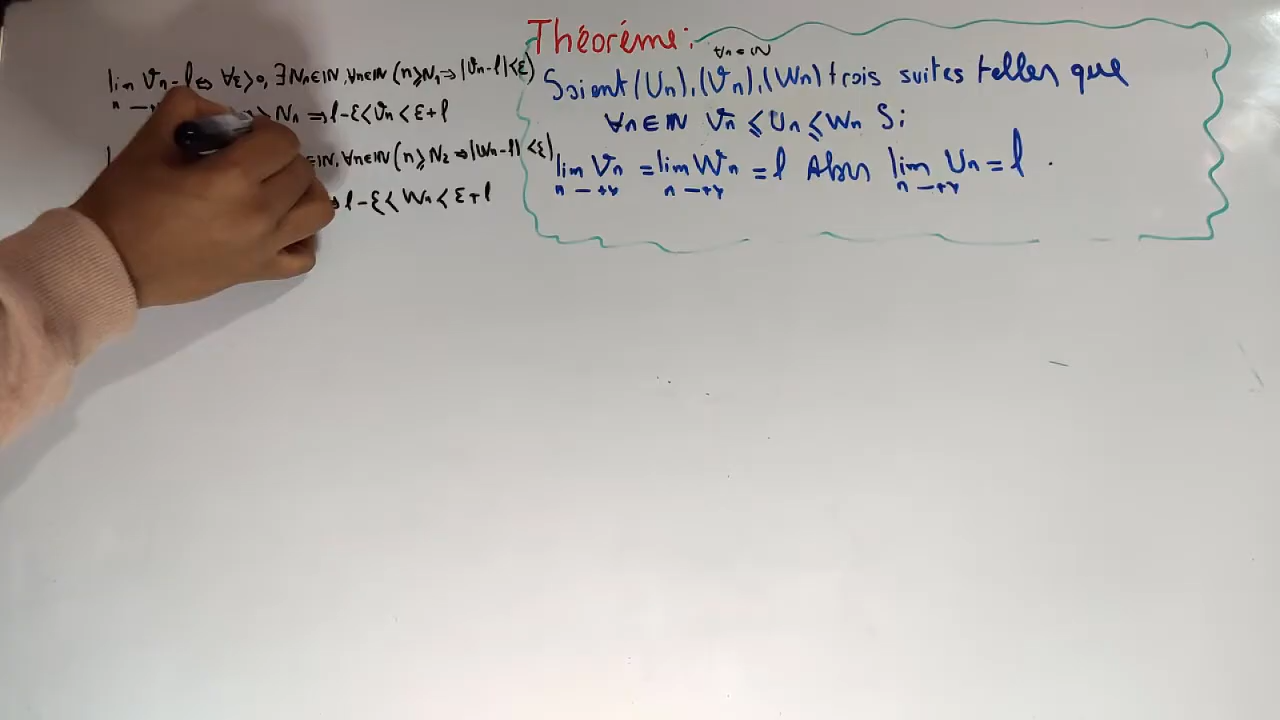 Théoréme:
∀n∈ℕ
Soient (Un), (Vn), (Wn) trois suites telles que
∀n∈ℕ Vn ≤ Un ≤ Wn Si
lim Vn = lim Wn = l Alors lim Un = l.
n→+∞ n→+∞ n→+∞
lim Vn = l ⇔ ∀ε>0, ∃N1∈ℕ, ∀n∈ℕ (n≥N1 ⇒ |Vn-l|<ε)
N1 ⇒ l-ε<Vn<ε+l
∈ℕ, ∀n∈ℕ (n≥N2 ⇒ |Wn-l|<ε)
l-ε<Wn<ε+l